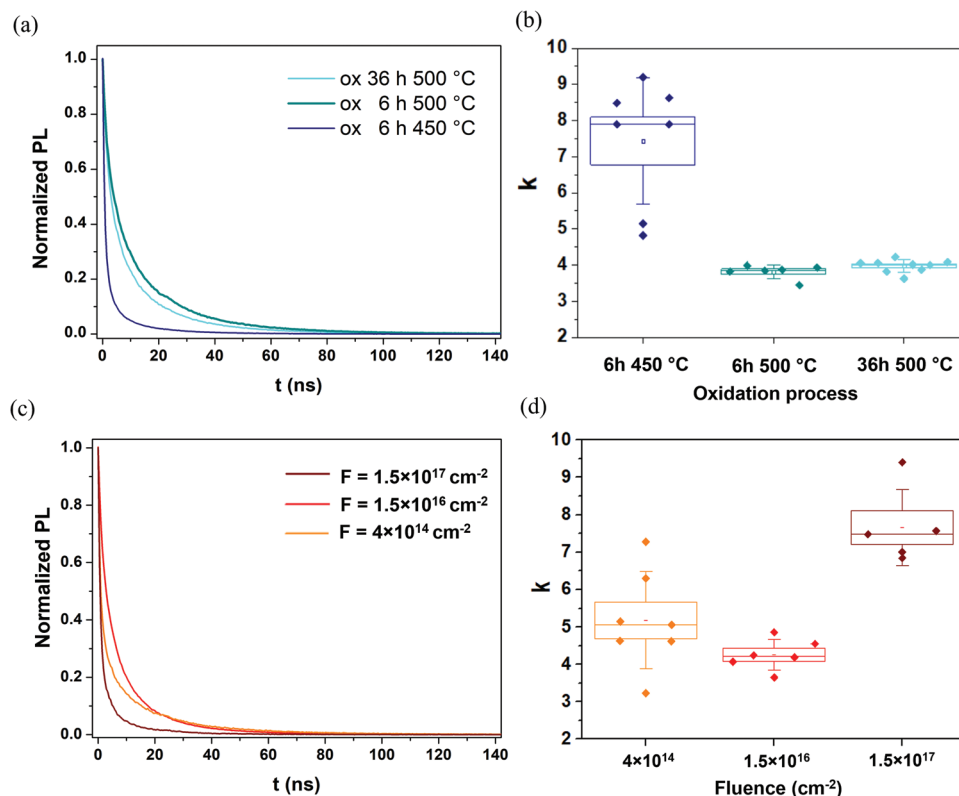 (a)
Normalized PL
1.0
0.8
0.6
0.4
0.2
0.0
ox 36 h 500 °C
ox 6 h 500 °C
ox 6 h 450 °C
0 20 40 60 80 100 120 140
t (ns)
(b)
k
10
9
8
7
6
5
4
3
2
6h 450 °C 6h 500 °C 36h 500 °C
Oxidation process
(c)
Normalized PL
1.0
0.8
0.6
0.4
0.2
0.0
F = 1.5×10¹⁷ cm⁻²
F = 1.5×10¹⁶ cm⁻²
F = 4×10¹⁴ cm⁻²
0 20 40 60 80 100 120 140
t (ns)
(d)
k
10
9
8
7
6
5
4
3
2
4×10¹⁴ 1.5×10¹⁶ 1.5×10¹⁷
Fluence (cm⁻²)